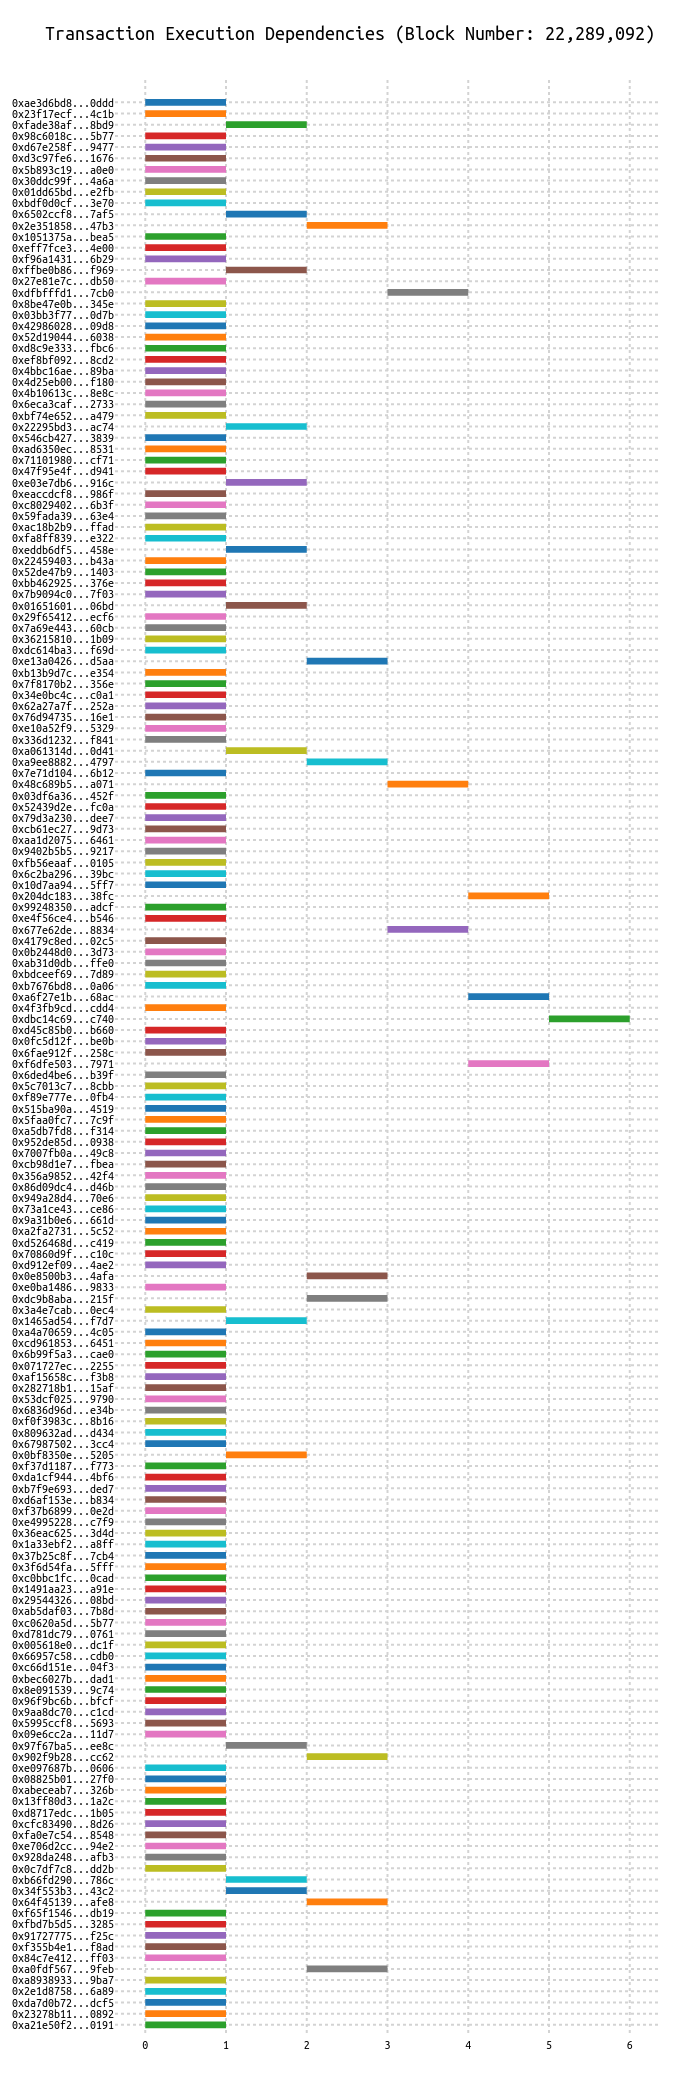 Transaction Execution Dependencies (Block Number: 22,289,092)
0xae3d6bd8...0ddd
0x23f17ecf...4c1b
0xfade38af...8bd9
0x98c6018c...5b77
0xd67e258f...9477
0xd3c97fe6...1676
0x5b893c19...a0e0
0x30ddc99f...4a6a
0x01dd65bd...e2fb
0xbdf0d0cf...3e70
0x6502ccf8...7af5
0x2e351858...47b3
0x1051375a...bea5
0xeff7fce3...4e00
0xf96a1431...6b29
0xffbe0b86...f969
0x27e81e7c...db50
0xdfbfffd1...7cb0
0x8be47e0b...345e
0x03bb3f77...0d7b
0x42986028...09d8
0x52d19044...6038
0xd8c9e333...fbc6
0xef8bf092...8cd2
0x4bbc16ae...89ba
0x4d25eb00...f180
0x4b10613c...8e8c
0x6eca3caf...2733
0xbf74e652...a479
0x22295bd3...ac74
0x546cb427...3839
0xad6350ec...8531
0x71101980...cf71
0x47f95e4f...d941
0xe03e7db6...916c
0xeaccdcf8...986f
0xc8029402...6b3f
0x59fada39...63e4
0xac18b2b9...ffad
0xfa8ff839...e322
0xeddb6df5...458e
0x22459403...b43a
0x52de47b9...1403
0xbb462925...376e
0x7b9094c0...7f03
0x01651601...06bd
0x29f65412...ecf6
0x7a69e443...60cb
0x36215810...1b09
0xdc614ba3...f69d
0xe13a0426...d5aa
0xb13b9d7c...e354
0x7f8170b2...356e
0x34e0bc4c...c0a1
0x62a27a7f...252a
0x76d94735...16e1
0xe10a52f9...5329
0x336d1232...f841
0xa061314d...0d41
0xa9ee8882...4797
0x7e71d104...6b12
0x48c689b5...a071
0x03df6a36...452f
0x52439d2e...fc0a
0x79d3a230...dee7
0xcb61ec27...9d73
0xaa1d2075...6461
0x9402b5b5...9217
0xfb56eaaf...0105
0x6c2ba296...39bc
0x10d7aa94...5ff7
0x204dc183...38fc
0x99248350...adcf
0xe4f56ce4...b546
0x677e62de...8834
0x4179c8ed...02c5
0x0b2448d0...3d73
0xab31d0db...ffe0
0xbdceef69...7d89
0xb7676bd8...0a06
0xa6f27e1b...68ac
0x4f3fb9cd...cdd4
0xdbc14c69...c740
0xd45c85b0...b660
0x0fc5d12f...be0b
0x6fae912f...258c
0xf6dfe503...7971
0x6ded4be6...b39f
0x5c7013c7...8cbb
0xf89e777e...0fb4
0x515ba90a...4519
0x5faa0fc7...7c9f
0xa5db7fd8...f314
0x952de85d...0938
0x7007fb0a...49c8
0xcb98d1e7...fbea
0x356a9852...42f4
0x86d09dc4...d46b
0x949a28d4...70e6
0x73a1ce43...ce86
0x9a31b0e6...661d
0xa2fa2731...5c52
0xd526468d...c419
0x70860d9f...c10c
0xd912ef09...4ae2
0x0e8500b3...4afa
0xe0ba1486...9833
0xdc9b8aba...215f
0x3a4e7cab...0ec4
0x1465ad54...f7d7
0xa4a70659...4c05
0xcd961853...6451
0x6b99f5a3...cae0
0x071727ec...2255
0xaf15658c...f3b8
0x282718b1...15af
0x53dcf025...9790
0x6836d96d...e34b
0xf0f3983c...8b16
0x809632ad...d434
0x67987502...3cc4
0x0bf8350e...5205
0xf37d1187...f773
0xda1cf944...4bf6
0xb7f9e693...ded7
0xd6af153e...b834
0xf37b6899...0e2d
0xe4995228...c7f9
0x36eac625...3d4d
0x1a33ebf2...a8ff
0x37b25c8f...7cb4
0x3f6d54fa...5fff
0xc0bbc1fc...0cad
0x1491aa23...a91e
0x29544326...08bd
0xab5daf03...7b8d
0xc0620a5d...5b77
0xd781dc79...0761
0x005618e0...dc1f
0x66957c58...cdb0
0xc66d151e...04f3
0xbec6027b...dad1
0x8e091539...9c74
0x96f9bc6b...bfcf
0x9aa8dc70...c1cd
0x5995ccf8...5693
0x09e6cc2a...11d7
0x97f67ba5...ee8c
0x902f9b28...cc62
0xe097687b...0606
0x08825b01...27f0
0xabeceab7...326b
0x13ff80d3...1a2c
0xd8717edc...1b05
0xcfc83490...8d26
0xfa0e7c54...8548
0xe706d2cc...94e2
0x928da248...afb3
0x0c7df7c8...dd2b
0xb66fd290...786c
0x34f553b3...43c2
0x64f45139...afe8
0xf65f1546...db19
0xfbd7b5d5...3285
0x91727775...f25c
0xf355b4e1...f8ad
0x84c7e412...ff03
0xa0fdf567...9feb
0xa8938933...9ba7
0x2e1d8758...6a89
0xda7d0b72...dcf5
0x23278b11...0892
0xa21e50f2...0191
0 1 2 3 4 5 6